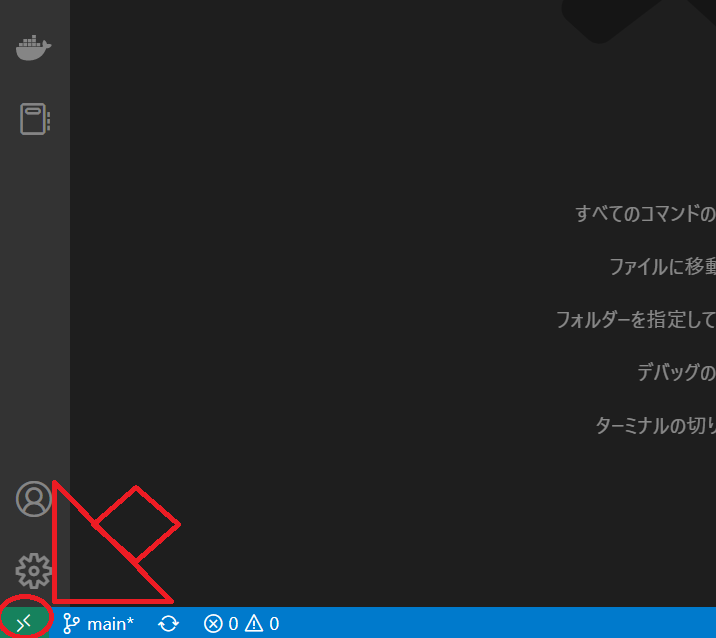 すべてのコマンドの
ファイルに移動
フォルダーを指定して
デバッグの
ターミナルの切り
main* 0 0